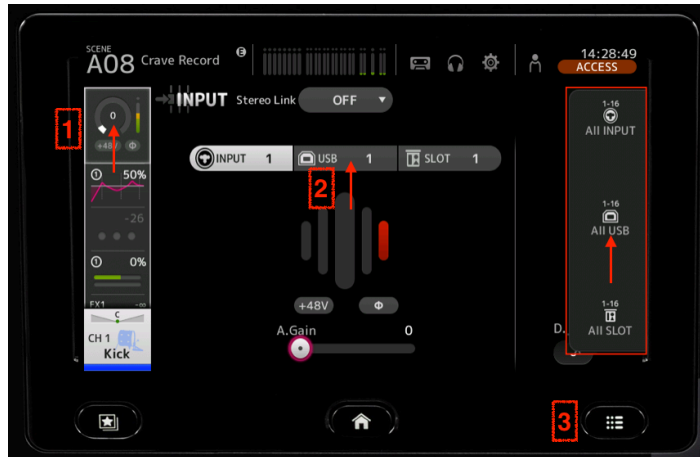 SCENE
A08 Crave Record
E
14:28:49
ACCESS
INPUT Stereo Link OFF
1
0
+48V Φ
INPUT 1
USB 1
SLOT 1
2
1 50%
-26
1 0%
FX1 -∞
C
CH 1
Kick
+48V Φ
A.Gain 0
D.
1-16
All INPUT
1-16
All USB
1-16
All SLOT
3